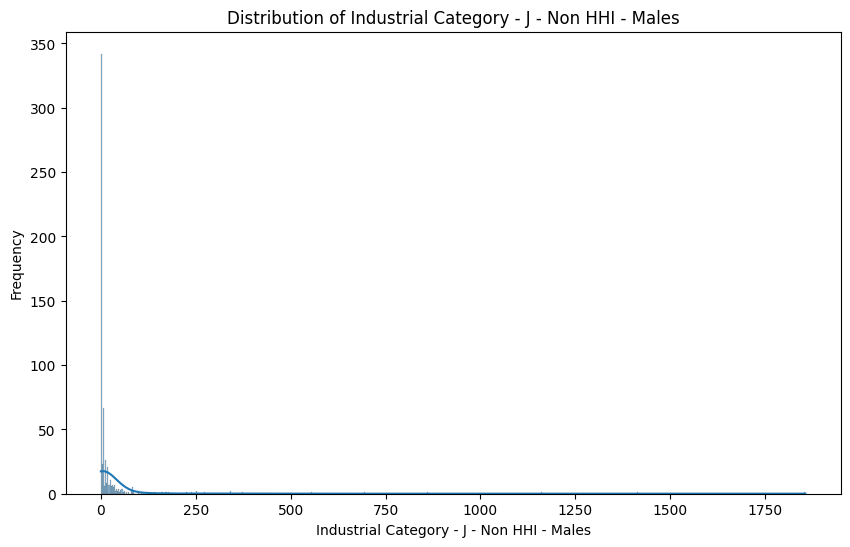 Distribution of Industrial Category - J - Non HHI - Males
350
300
250
200
150
100
50
0
Frequency
0 250 500 750 1000 1250 1500 1750
Industrial Category - J - Non HHI - Males